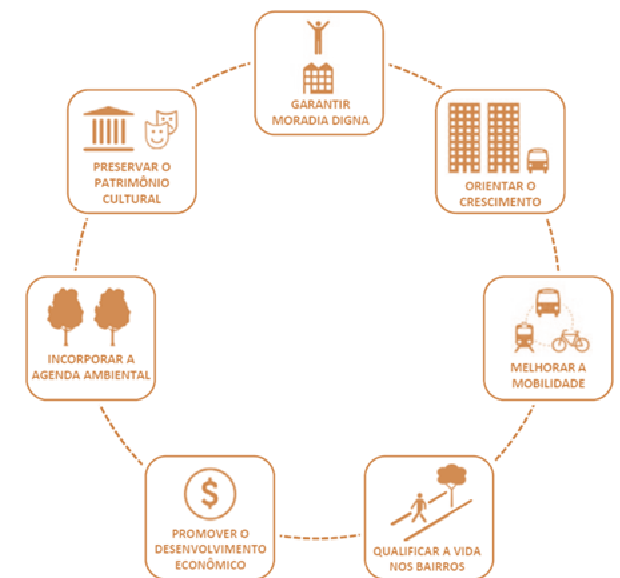 GARANTIR
MORADIA DIGNA
ORIENTAR O
CRESCIMENTO
MELHORAR A
MOBILIDADE
QUALIFICAR A VIDA
NOS BAIRROS
$
PROMOVER O
DESENVOLVIMENTO
ECONÔMICO
INCORPORAR A
AGENDA AMBIENTAL
PRESERVAR O
PATRIMÔNIO
CULTURAL